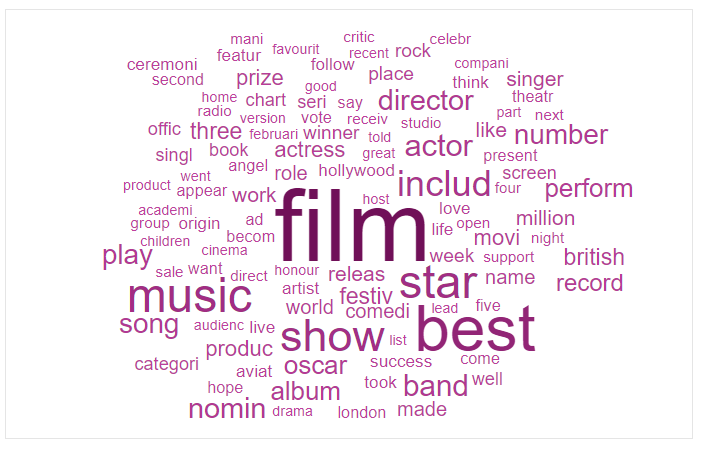 mani critic celebr
featur favourit recent rock
ceremoni follow compani
second prize good place think singer
home chart seri say director theatr
radio version vote receiv studio part next
offic three februari winner told actor like number
singl book actress great present
angel role hollywood includ screen
product went appear work film host four perform
academi love
group origin ad life open million
children becom cinema movi night
play week support british
sale want direct honour releas star name record
artist
music world festiv comedi lead five
song audienc live show list best
produc oscar success come
categori aviat
hope album took band well
nomin drama london made